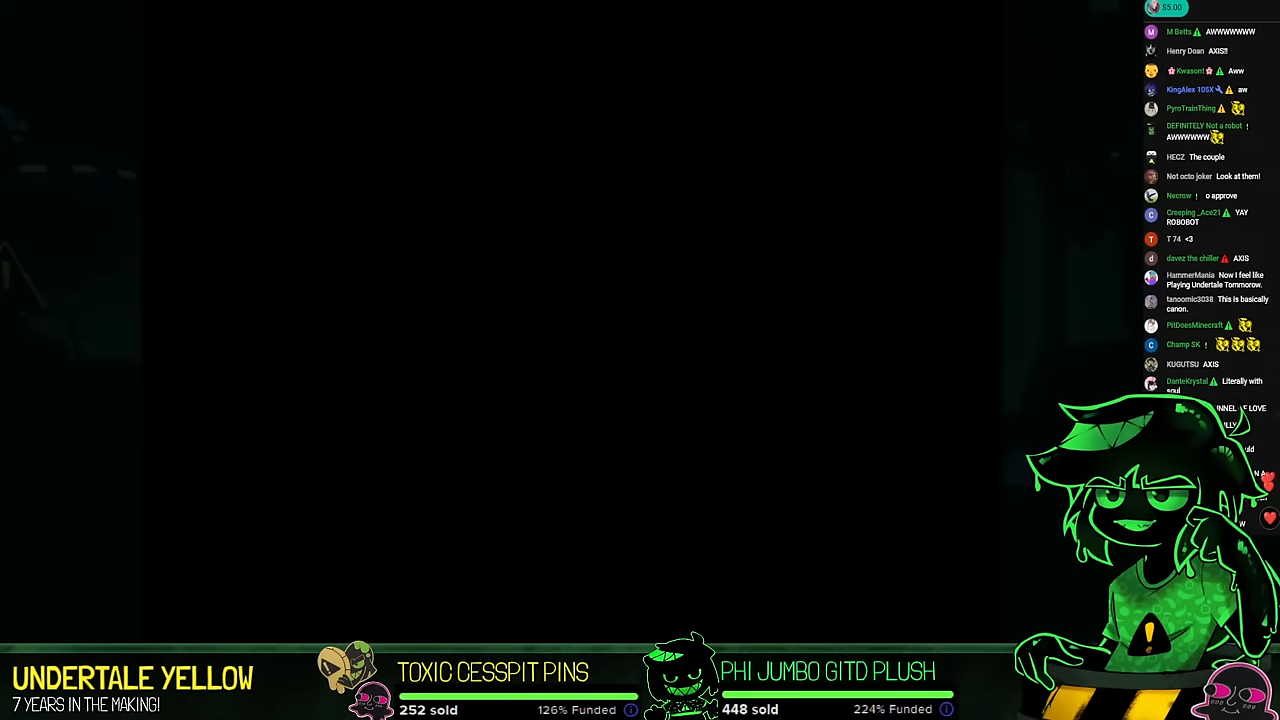 $5.00
M Betts AWWWWWWW
Henry Doan AXIS!!
Kwasont Aww
KingAlex 105X aw
PyroTrainThing
DEFINITELY Not a robot !
AWWWWWW
HECZ The couple
Not octo joker Look at them!
Necrow ! o approve
Creeping_Ace21 YAY
ROBOBOT
T 74 <3
davez the chiller AXIS
HammerMania Now I feel like
Playing Undertale Tommorow.
tanoomic3038 This is basically
canon.
PitDoesMinecraft
Champ SK !
KUGUTSU AXIS
DanteKrystal Literally with
soul
LOVE
UNDERTALE YELLOW
7 YEARS IN THE MAKING!
TOXIC CESSPIT PINS
252 sold 126% Funded
PHI JUMBO GITD PLUSH
448 sold 224% Funded